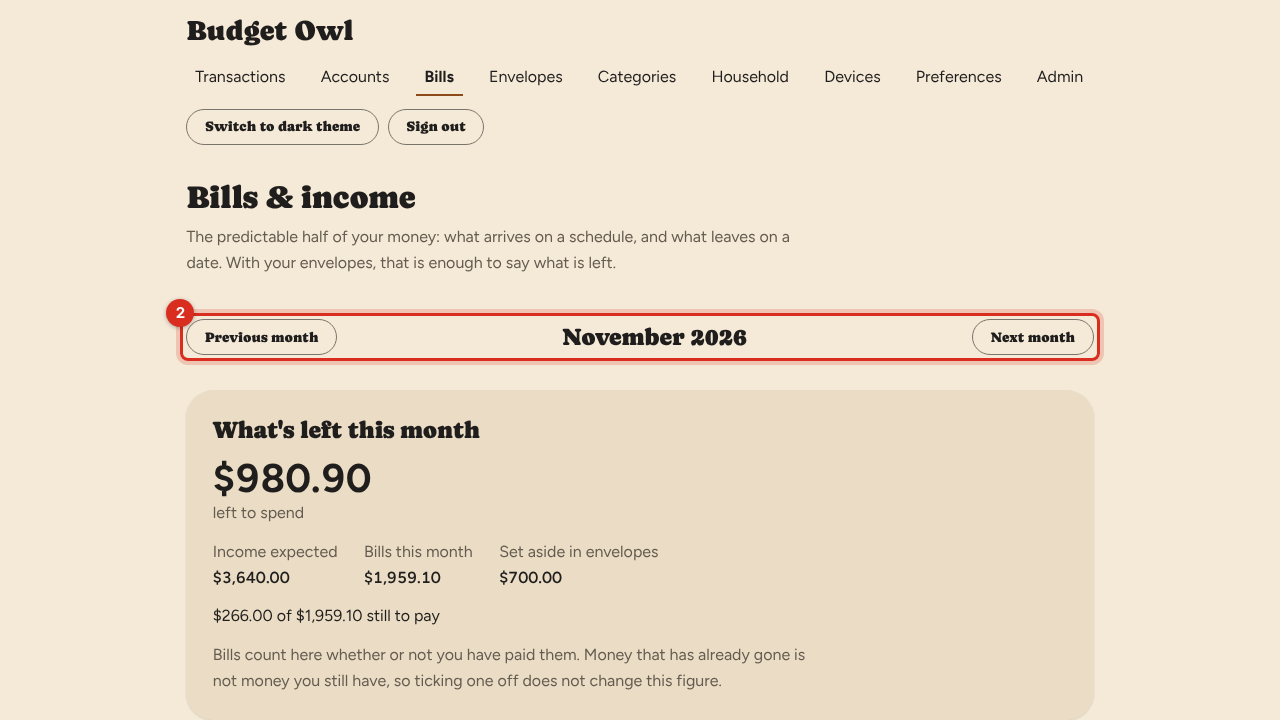 Budget Owl
Transactions Accounts Bills Envelopes Categories Household Devices Preferences Admin
Switch to dark theme Sign out
Bills & income
The predictable half of your money: what arrives on a schedule, and what leaves on a
date. With your envelopes, that is enough to say what is left.
2
Previous month November 2026 Next month
What's left this month
$980.90
left to spend
Income expected Bills this month Set aside in envelopes
$3,640.00 $1,959.10 $700.00
$266.00 of $1,959.10 still to pay
Bills count here whether or not you have paid them. Money that has already gone is
not money you still have, so ticking one off does not change this figure.